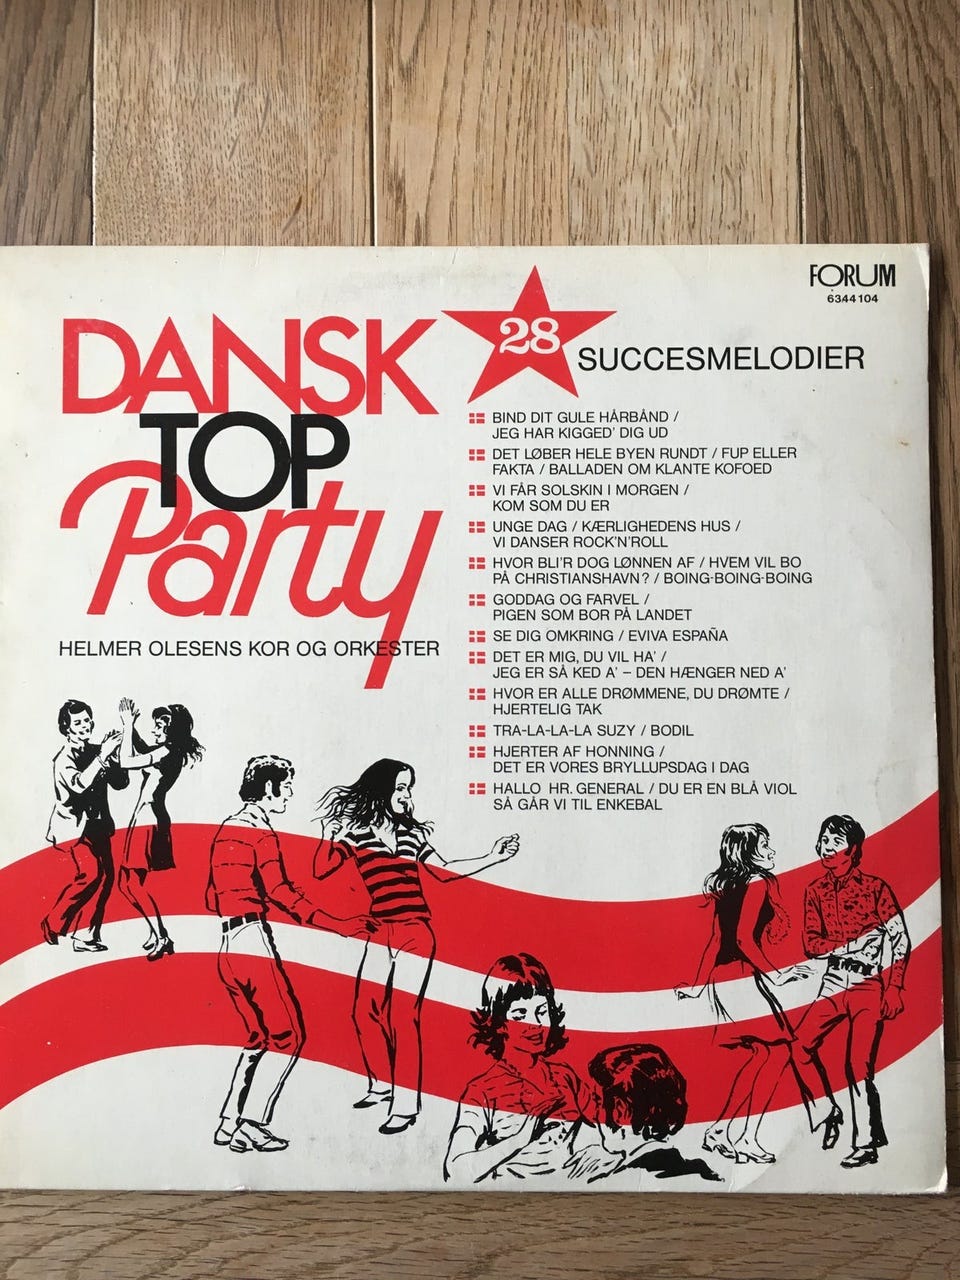 FORUM
6344 104
DANSK
TOP
Party
HELMER OLESENS KOR OG ORKESTER
28
SUCCESMELODIER
BIND DIT GULE HÅRBÅND /
JEG HAR KIGGED' DIG UD
DET LØBER HELE BYEN RUNDT / FUP ELLER
FAKTA / BALLADEN OM KLANTE KOFOED
VI FÅR SOLSKIN I MORGEN /
KOM SOM DU ER
UNGE DAG / KÆRLIGHEDENS HUS /
VI DANSER ROCK'N'ROLL
HVOR BLI'R DOG LØNNEN AF / HVEM VIL BO
PÅ CHRISTIANSHAVN? / BOING-BOING-BOING
GODDAG OG FARVEL /
PIGEN SOM BOR PÅ LANDET
SE DIG OMKRING / EVIVA ESPAÑA
DET ER MIG, DU VIL HA' /
JEG ER SÅ KED A' – DEN HÆNGER NED A'
HVOR ER ALLE DRØMMENE, DU DRØMTE /
HJERTELIG TAK
TRA-LA-LA-LA SUZY / BODIL
HJERTER AF HONNING /
DET ER VORES BRYLLUPSDAG I DAG
HALLO HR. GENERAL / DU ER EN BLÅ VIOL
SÅ GÅR VI TIL ENKEBAL